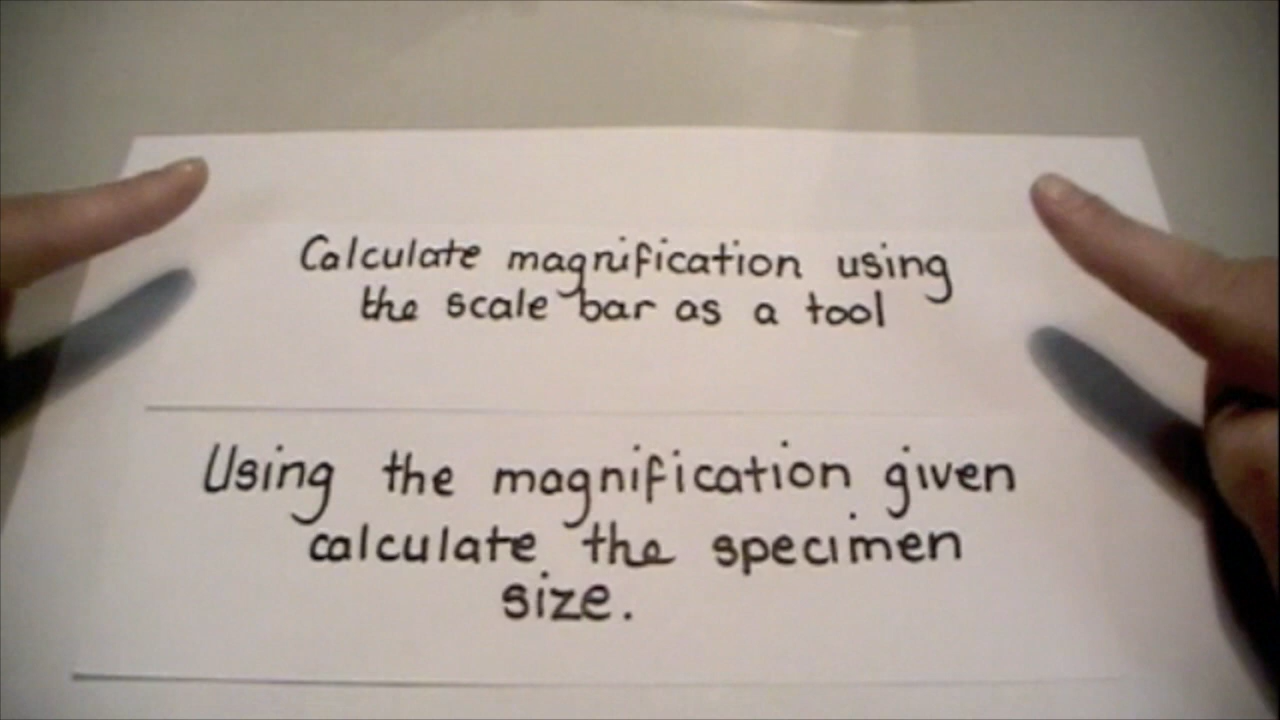 Calculate magnification using
the scale bar as a tool
Using the magnification given
calculate the specimen
size.